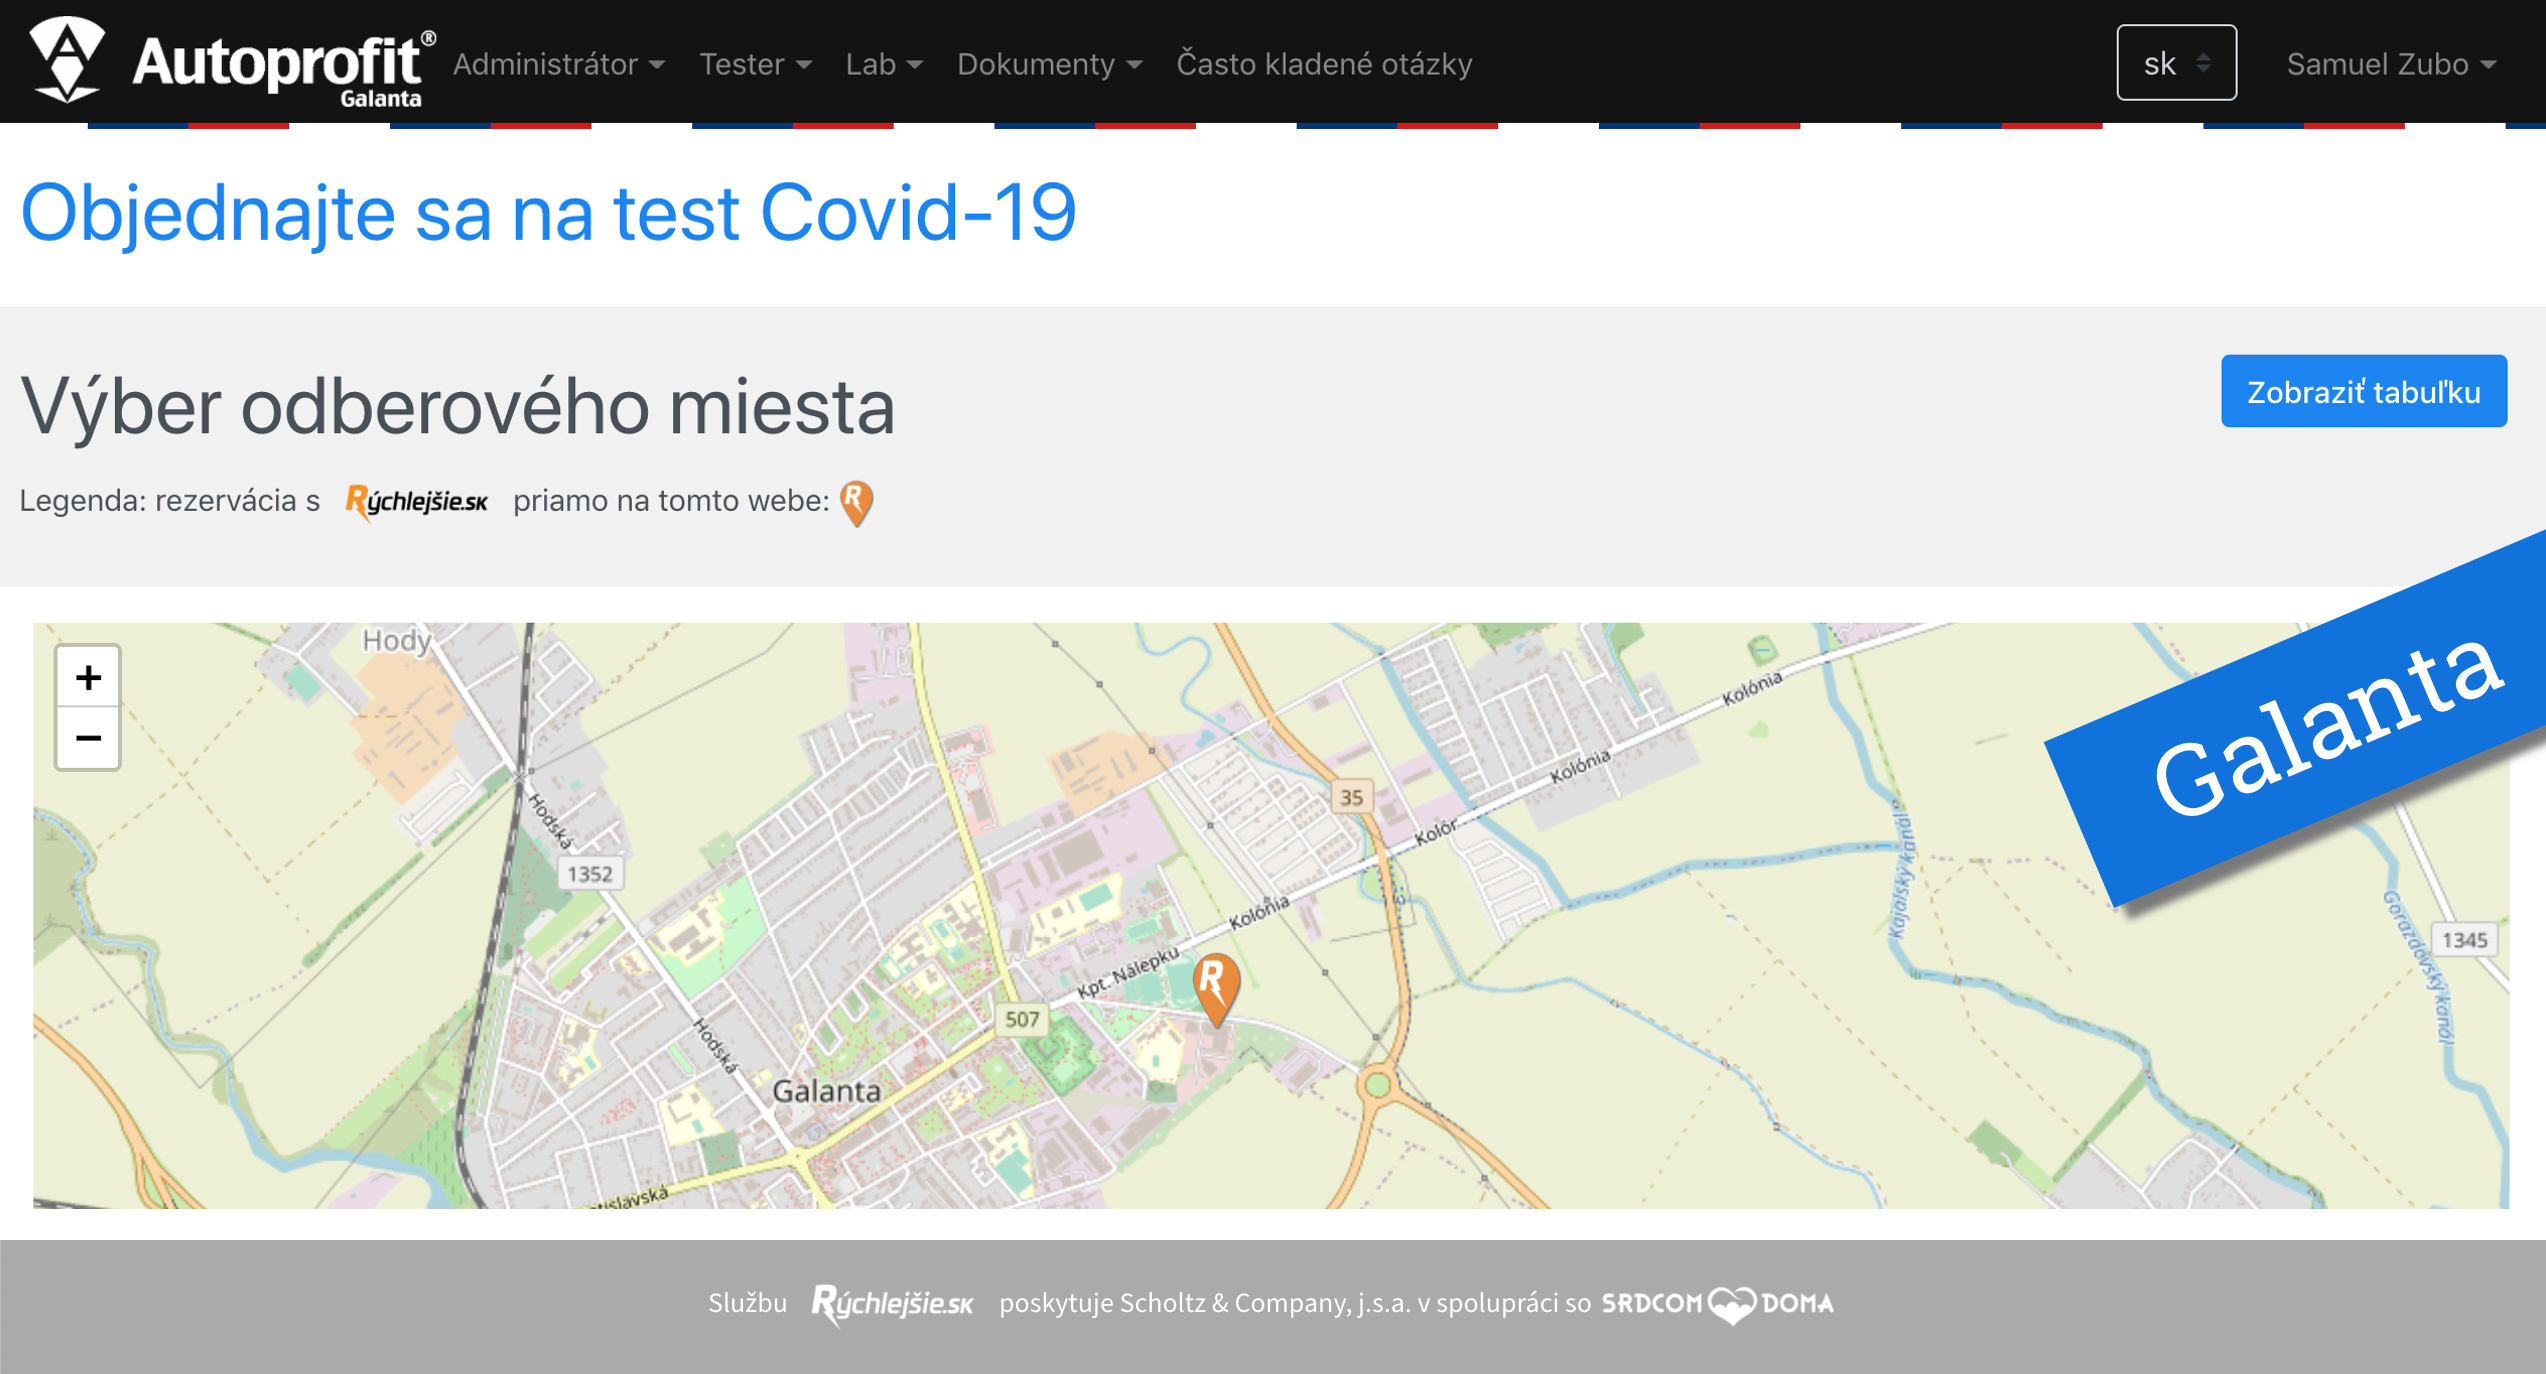 Autoprofit®
Galanta
Administrátor
Tester
Lab
Dokumenty
Často kladené otázky
sk
Samuel Zubo
Objednajte sa na test Covid-19
Výber odberového miesta
Zobraziť tabuľku
Legenda: rezervácia s Rýchlejšie.SK priamo na tomto webe: R
Galanta
+
−
Hody
Hodská
1352
Hodská
Galanta
507
Kpt. Nálepku
R
Kolónia
Kolón
Kolónia
Kolónia
35
Kajalský kanál
Gorazdovský kanál
1345
tislavská
Službu Rýchlejšie.SK poskytuje Scholtz & Company, j.s.a. v spolupráci so SRDCOM DOMA